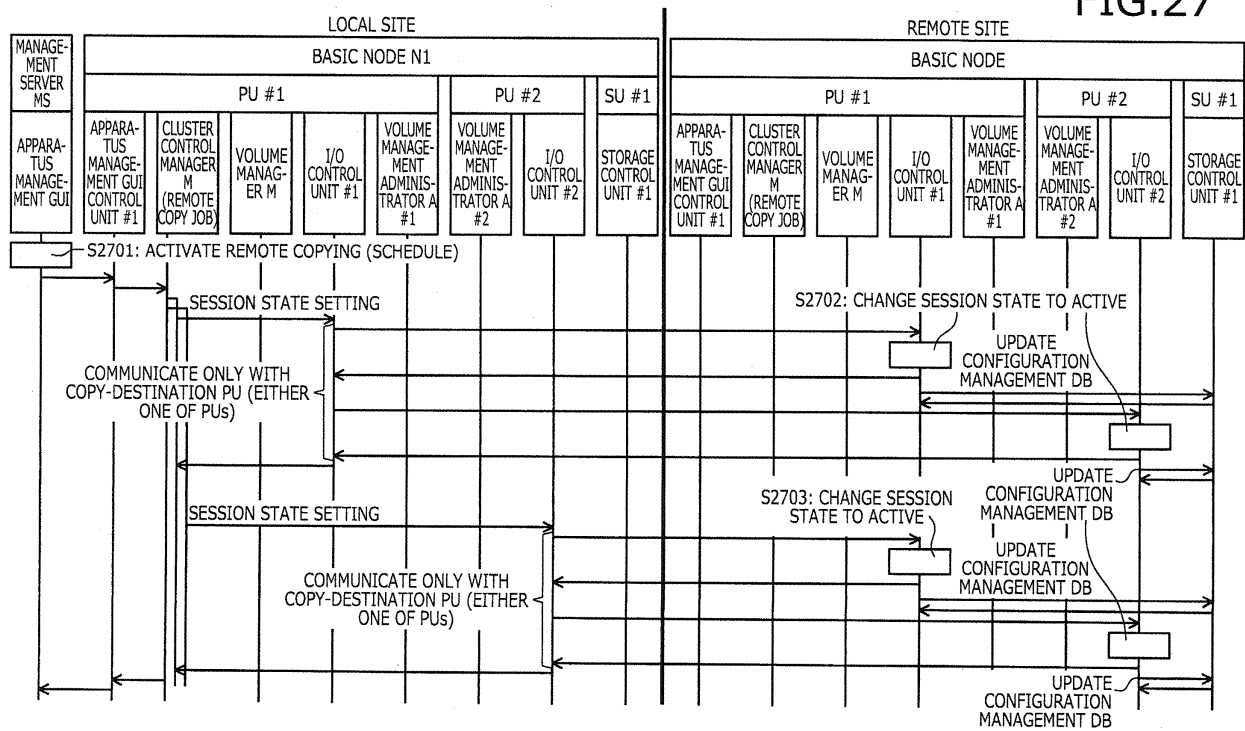 FIG.27
LOCAL SITE
REMOTE SITE
MANAGE-
MENT
SERVER
MS
BASIC NODE N1
BASIC NODE
PU #1
PU #2
SU #1
PU #1
PU #2
SU #1
APPARA-
TUS
MANAGE-
MENT GUI
APPARA-
TUS
MANAGE-
MENT GUI
CONTROL
UNIT #1
CLUSTER
CONTROL
MANAGER
M
(REMOTE
COPY JOB)
VOLUME
MANAG-
ER M
I/O
CONTROL
UNIT #1
VOLUME
MANAGE-
MENT
ADMINIS-
TRATOR A
#1
VOLUME
MANAGE-
MENT
ADMINIS-
TRATOR A
#2
I/O
CONTROL
UNIT #2
STORAGE
CONTROL
UNIT #1
APPARA-
TUS
MANAGE-
MENT GUI
CONTROL
UNIT #1
CLUSTER
CONTROL
MANAGER
M
(REMOTE
COPY JOB)
VOLUME
MANAG-
ER M
I/O
CONTROL
UNIT #1
VOLUME
MANAGE-
MENT
ADMINIS-
TRATOR A
#1
VOLUME
MANAGE-
MENT
ADMINIS-
TRATOR A
#2
I/O
CONTROL
UNIT #2
STORAGE
CONTROL
UNIT #1
S2701: ACTIVATE REMOTE COPYING (SCHEDULE)
SESSION STATE SETTING
S2702: CHANGE SESSION STATE TO ACTIVE
UPDATE
CONFIGURATION
MANAGEMENT DB
COMMUNICATE ONLY WITH
COPY-DESTINATION PU (EITHER
ONE OF PUs)
UPDATE
CONFIGURATION
MANAGEMENT DB
SESSION STATE SETTING
S2703: CHANGE SESSION
STATE TO ACTIVE
UPDATE
CONFIGURATION
MANAGEMENT DB
COMMUNICATE ONLY WITH
COPY-DESTINATION PU (EITHER
ONE OF PUs)
UPDATE
CONFIGURATION
MANAGEMENT DB